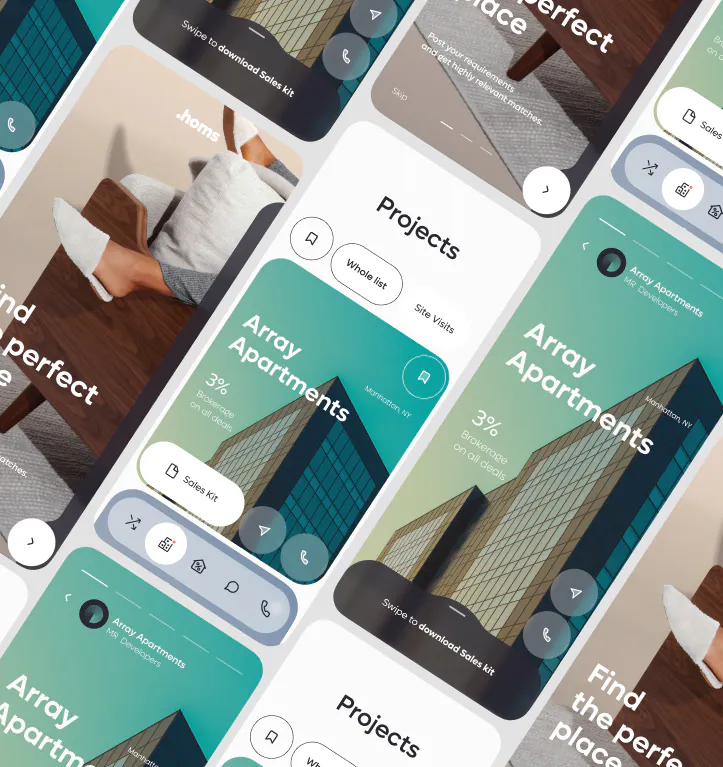 Swipe to download Sales kit
perfect
place
Post your requirements
and get highly relevant matches.
Skip
Sales
.homs
perfect
matches.
Projects
Whole list
Site Visits
Array
Apartments
Manhattan, NY
3%
Brokerage
on all deals
Sales Kit
Array Apartments
MR Developers
Array
Apartments
Manhattan, NY
3%
Brokerage
on all deals
Swipe to download Sales kit
Array Apartments
MR Developers
Array
Projects
Find
the perfe
place